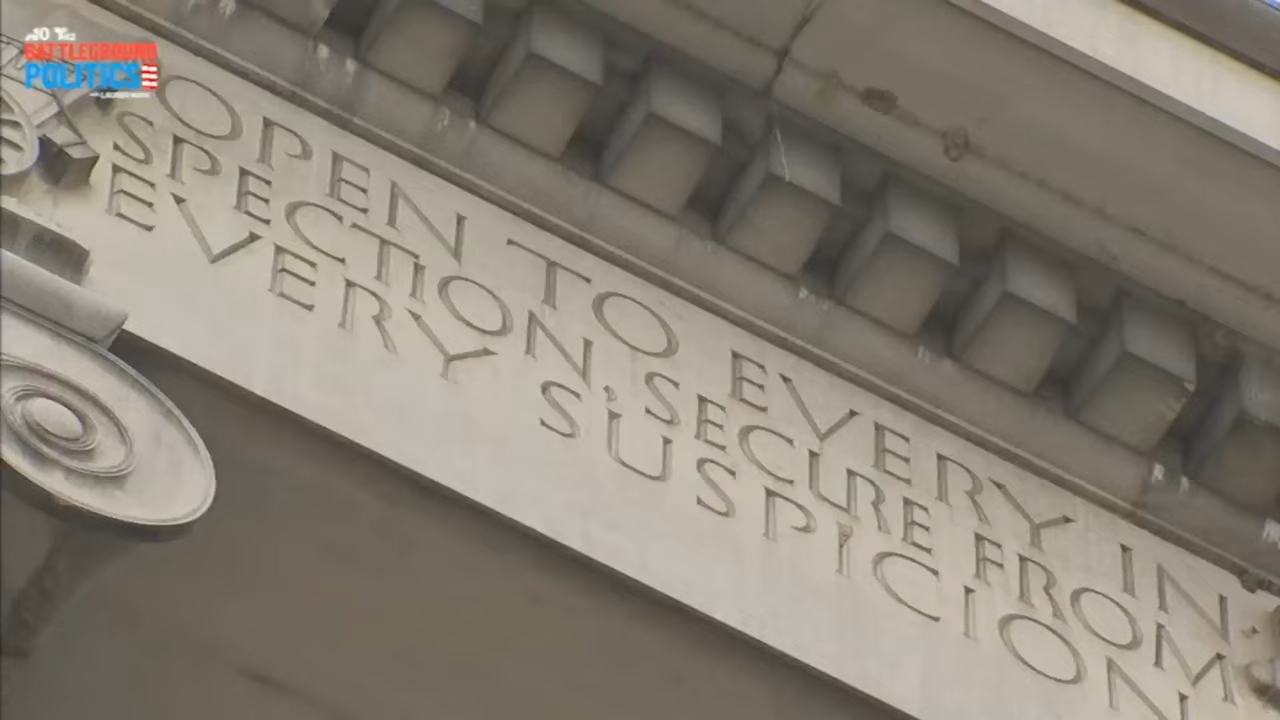 BATTLEGROUND
POLITICS
OPEN TO EVERY IN-
SPECTION, SECURE FROM
EVERY SUSPICION